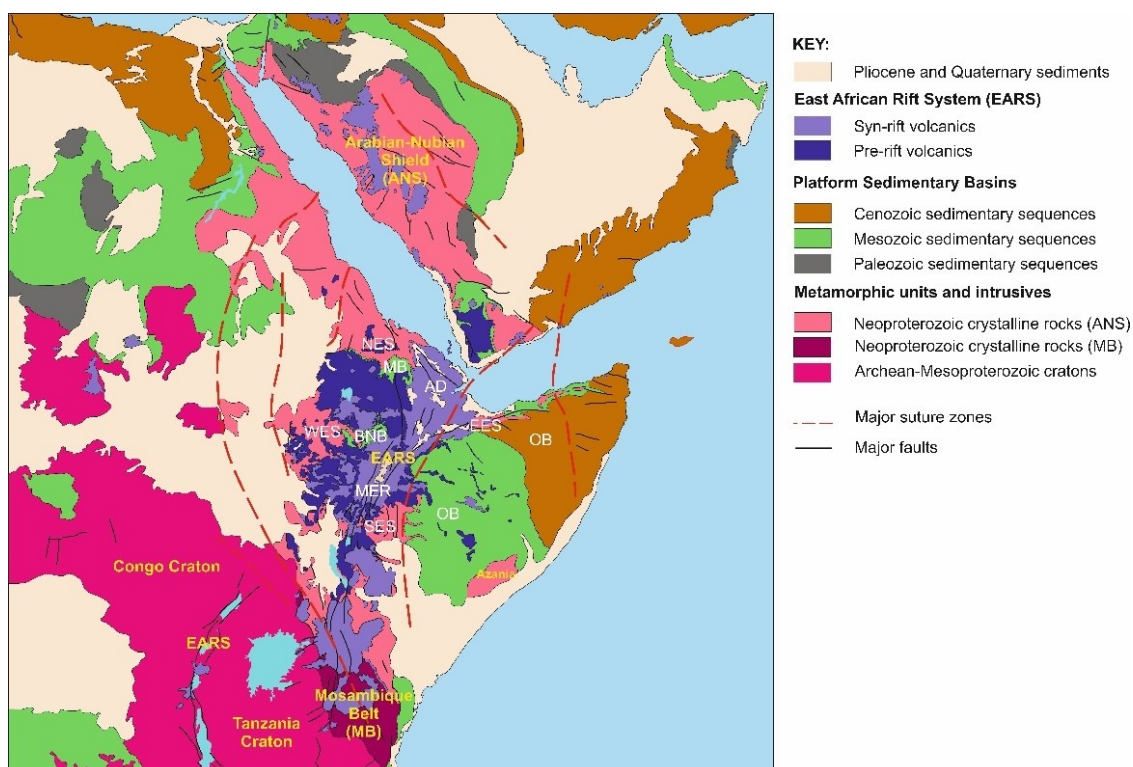 Arabian-Nubian
Shield
(ANS)
NES
MB
AD
WES
BNB
EES
EARS
OB
MER
OB
SES
Azania
Congo Craton
EARS
Mosambique
Belt
(MB)
Tanzania
Craton
KEY:
Pliocene and Quaternary sediments
East African Rift System (EARS)
Syn-rift volcanics
Pre-rift volcanics
Platform Sedimentary Basins
Cenozoic sedimentary sequences
Mesozoic sedimentary sequences
Paleozoic sedimentary sequences
Metamorphic units and intrusives
Neoproterozoic crystalline rocks (ANS)
Neoproterozoic crystalline rocks (MB)
Archean-Mesoproterozoic cratons
Major suture zones
Major faults